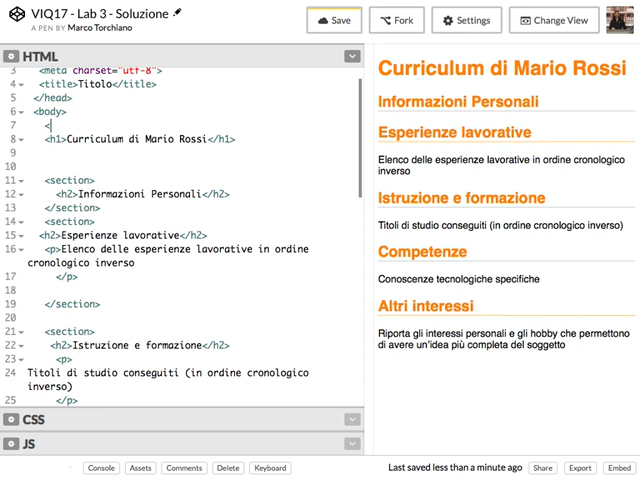 VIQ17 - Lab 3 - Soluzione
A PEN BY Marco Torchiano
Save
Fork
Settings
Change View
HTML
3 <meta charset="utf-8">
4 <title>Titolo</title>
5 </head>
6 <body>
7 <
8 <h1>Curriculum di Mario Rossi</h1>
9
10
11 <section>
12 <h2>Informazioni Personali</h2>
13 </section>
14 <section>
15 <h2>Esperienze lavorative</h2>
16 <p>Elenco delle esperienze lavorative in ordine
cronologico inverso
17 </p>
18
19 </section>
20
21 <section>
22 <h2>Istruzione e formazione</h2>
23 <p>
24 Titoli di studio conseguiti (in ordine cronologico
inverso)
25 </p>
CSS
JS
Curriculum di Mario Rossi
Informazioni Personali
Esperienze lavorative
Elenco delle esperienze lavorative in ordine cronologico
inverso
Istruzione e formazione
Titoli di studio conseguiti (in ordine cronologico inverso)
Competenze
Conoscenze tecnologiche specifiche
Altri interessi
Riporta gli interessi personali e gli hobby che permettono
di avere un'idea più completa del soggetto
Console
Assets
Comments
Delete
Keyboard
Last saved less than a minute ago
Share
Export
Embed